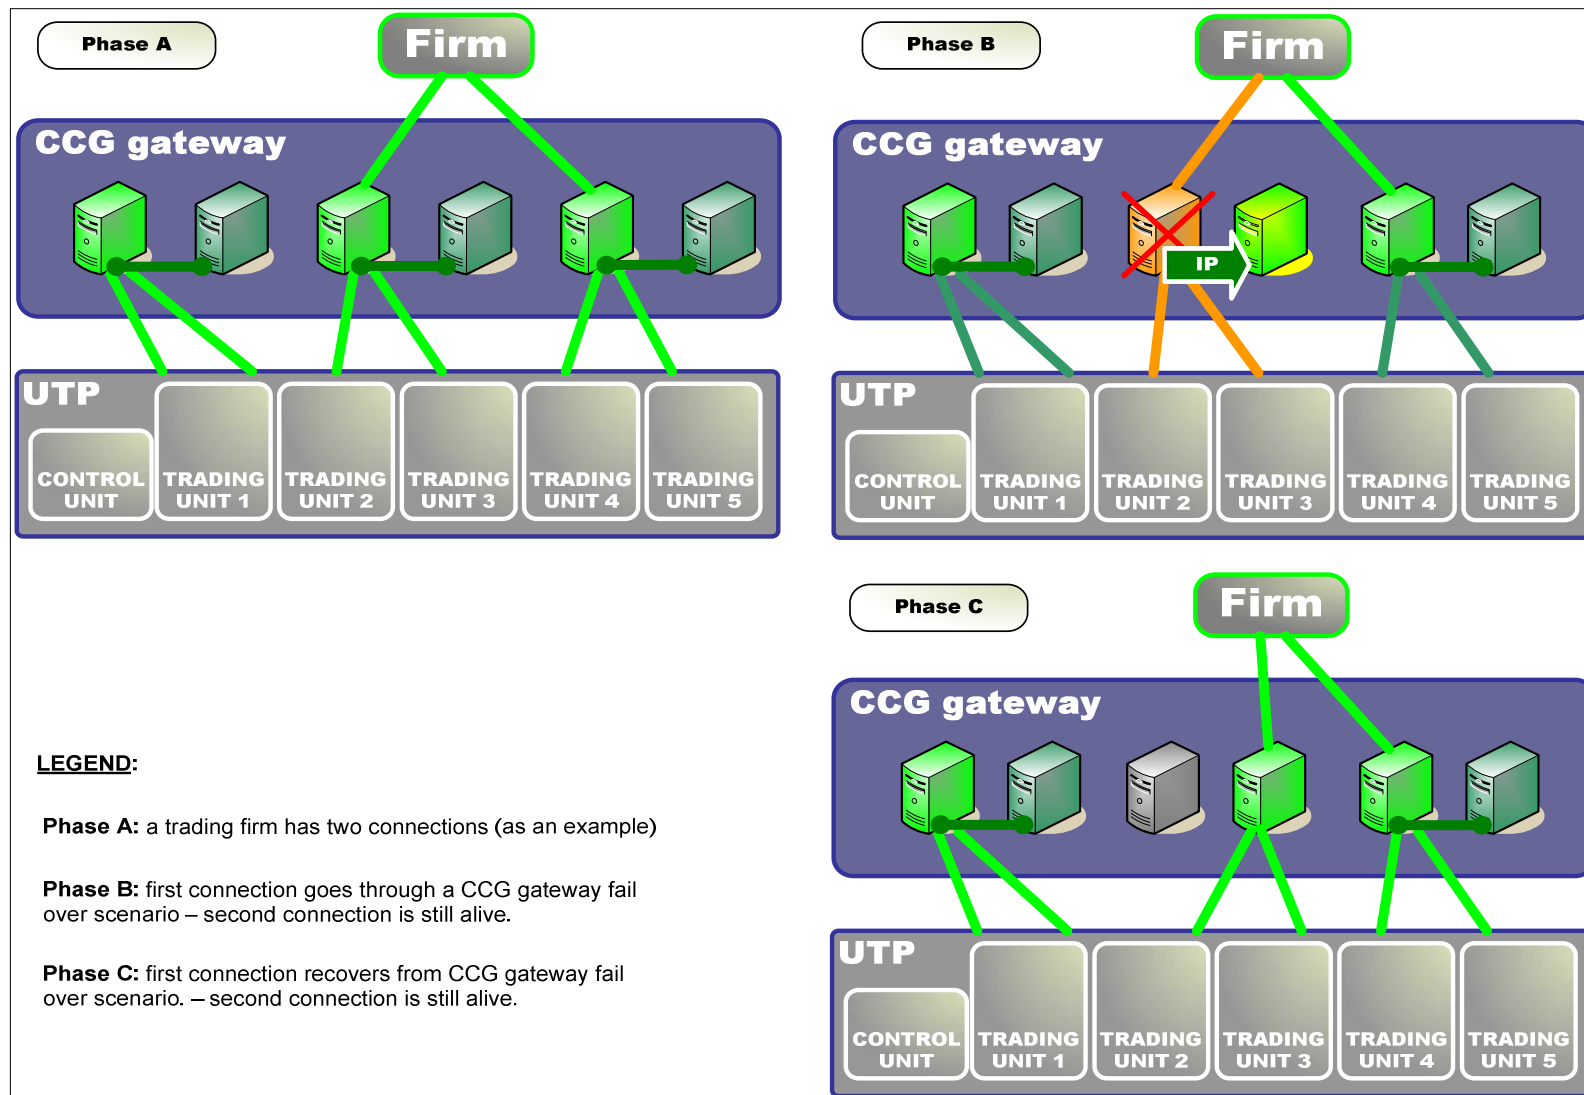 Phase A
Firm
CCG gateway
UTP
CONTROL
UNIT
TRADING
UNIT 1
TRADING
UNIT 2
TRADING
UNIT 3
TRADING
UNIT 4
TRADING
UNIT 5
Phase B
Firm
CCG gateway
IP
UTP
CONTROL
UNIT
TRADING
UNIT 1
TRADING
UNIT 2
TRADING
UNIT 3
TRADING
UNIT 4
TRADING
UNIT 5
Phase C
Firm
CCG gateway
UTP
CONTROL
UNIT
TRADING
UNIT 1
TRADING
UNIT 2
TRADING
UNIT 3
TRADING
UNIT 4
TRADING
UNIT 5
LEGEND:
Phase A: a trading firm has two connections (as an example)
Phase B: first connection goes through a CCG gateway fail
over scenario – second connection is still alive.
Phase C: first connection recovers from CCG gateway fail
over scenario. – second connection is still alive.